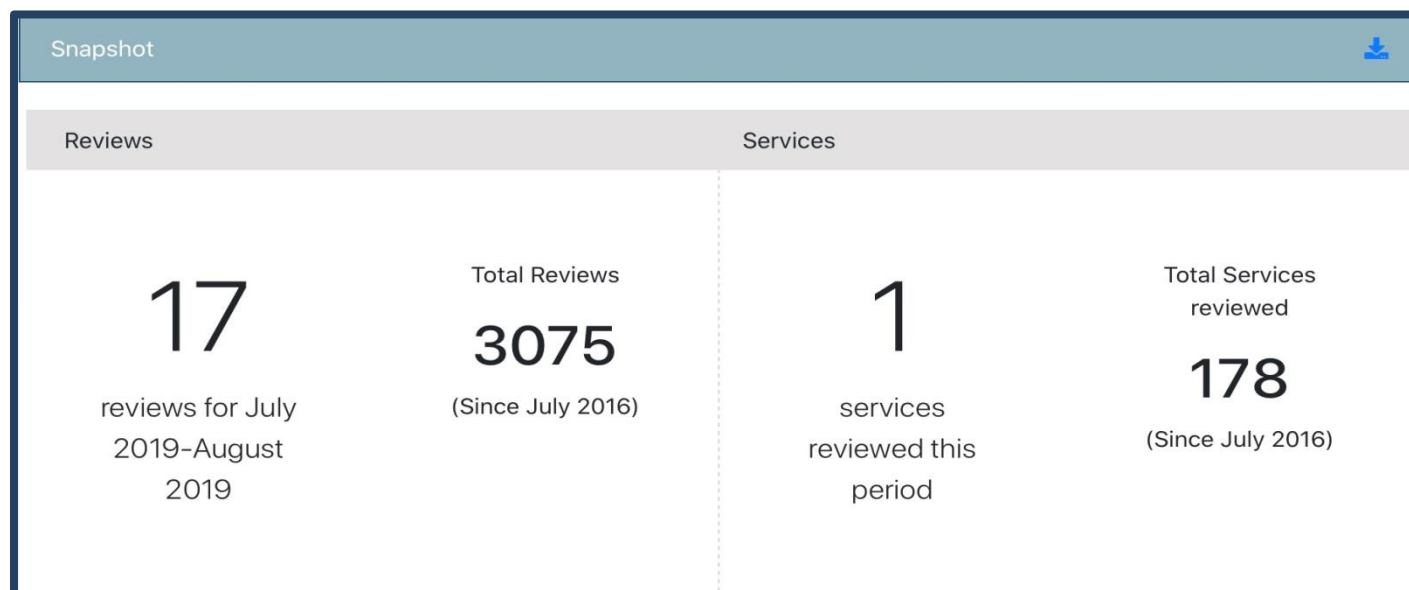 Snapshot
Reviews
Services
17
reviews for July
2019-August
2019
Total Reviews
3075
(Since July 2016)
1
services
reviewed this
period
Total Services
reviewed
178
(Since July 2016)